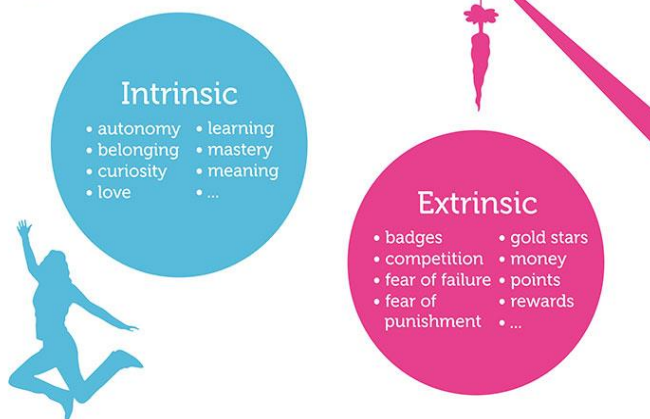 Intrinsic
• autonomy • learning
• belonging • mastery
• curiosity • meaning
• love • ...
Extrinsic
• badges • gold stars
• competition • money
• fear of failure • points
• fear of • rewards
punishment • ...